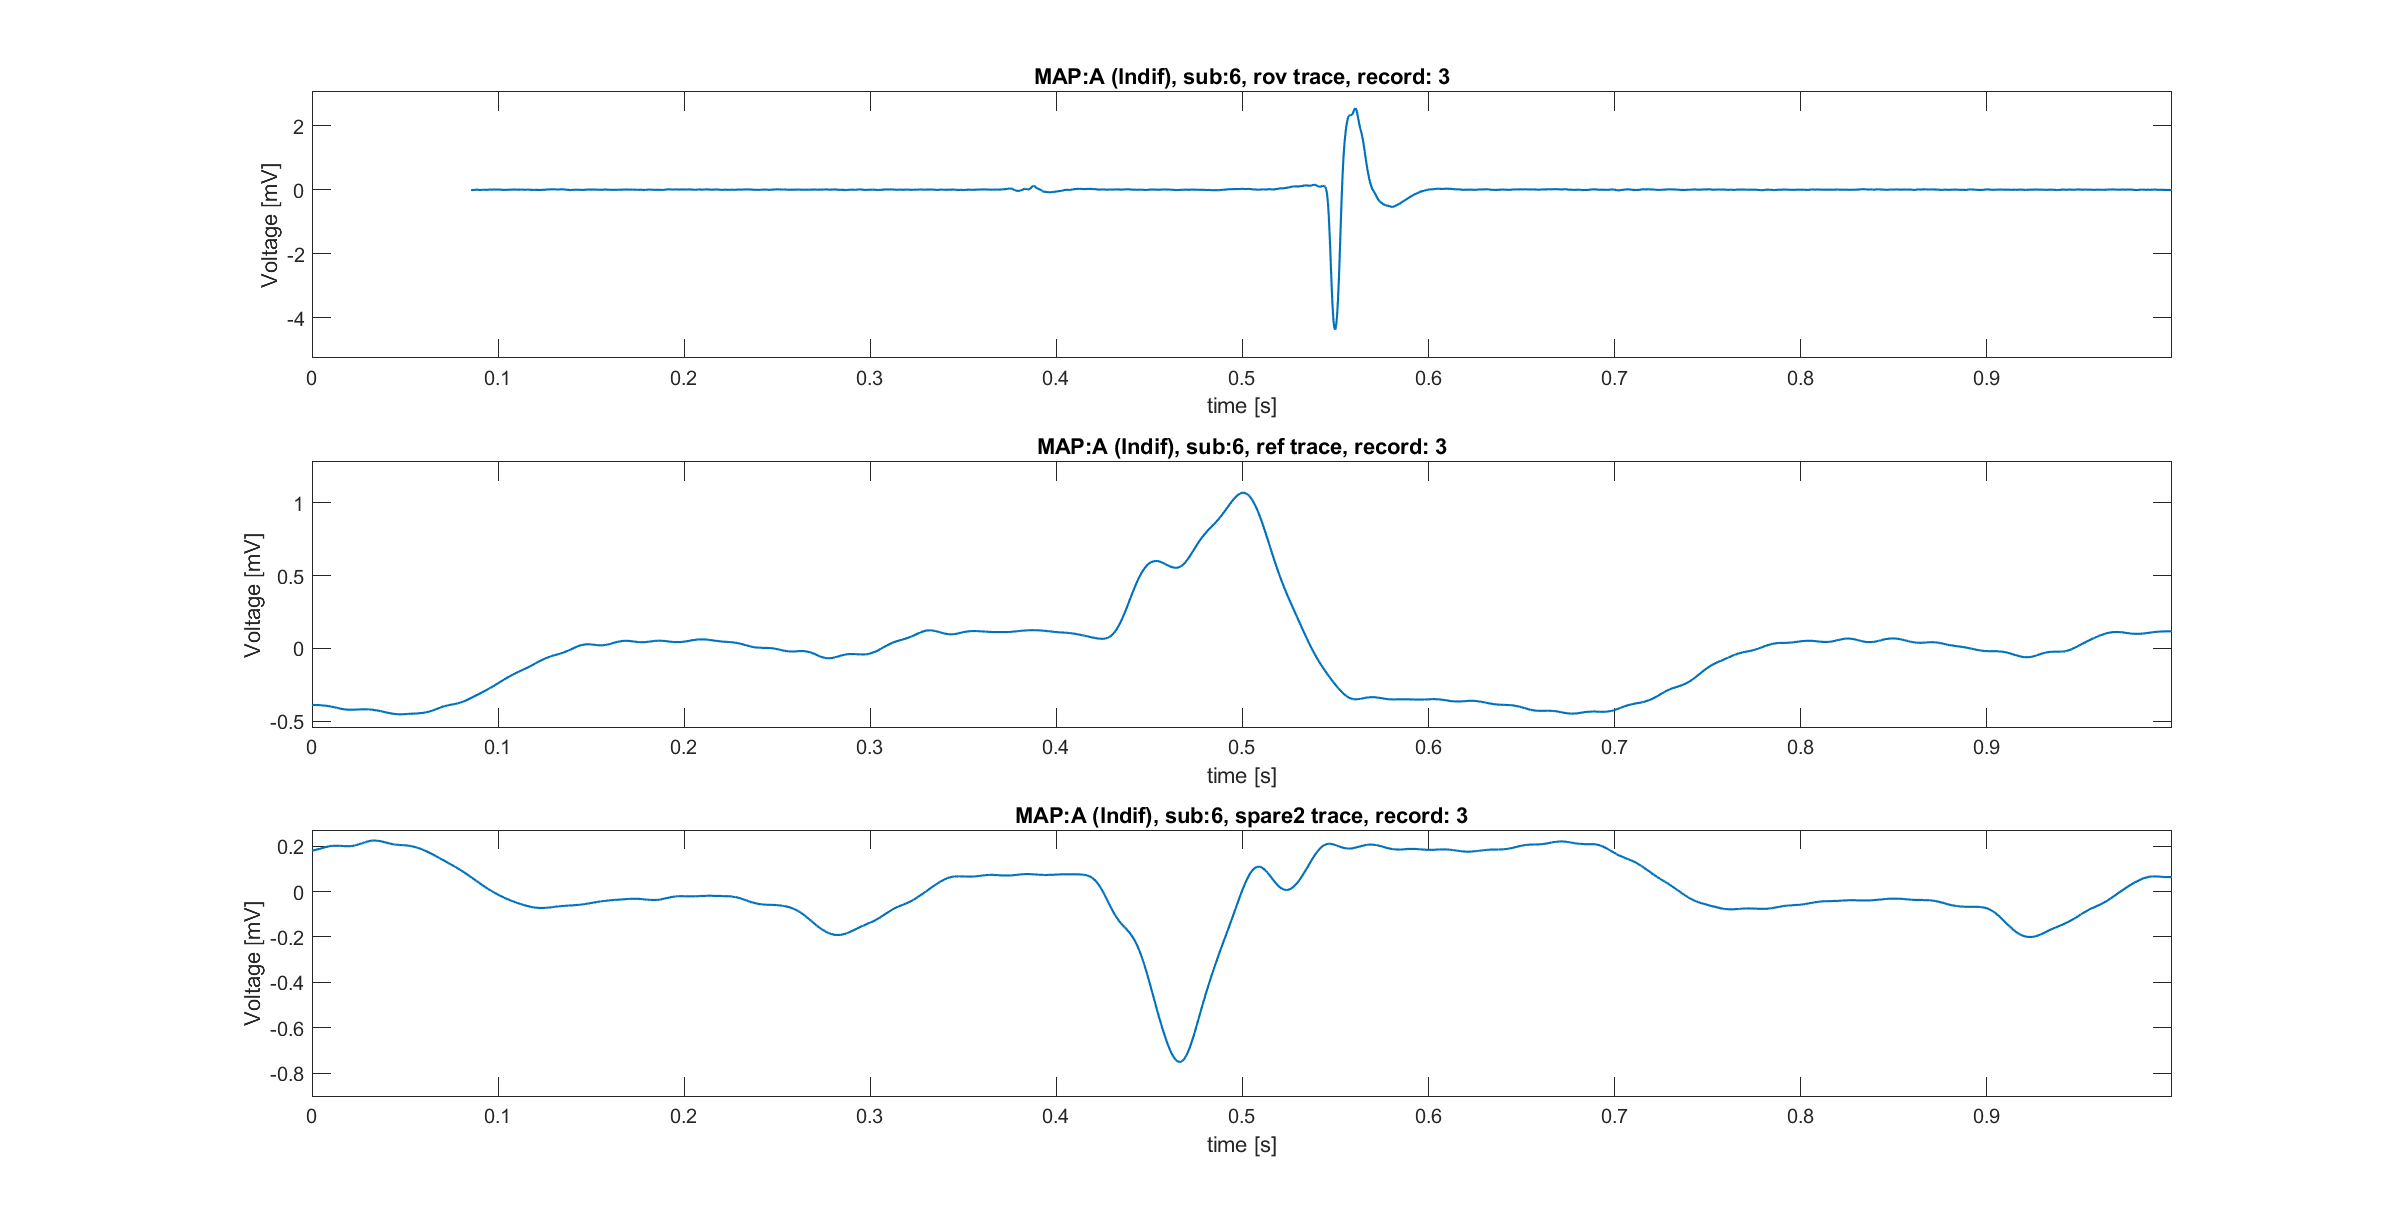 MAP:A (Indif), sub:6, rov trace, record: 3
Voltage [mV]
2
0
-2
-4
0 0.1 0.2 0.3 0.4 0.5 0.6 0.7 0.8 0.9
time [s]
MAP:A (Indif), sub:6, ref trace, record: 3
Voltage [mV]
1
0.5
0
-0.5
0 0.1 0.2 0.3 0.4 0.5 0.6 0.7 0.8 0.9
time [s]
MAP:A (Indif), sub:6, spare2 trace, record: 3
Voltage [mV]
0.2
0
-0.2
-0.4
-0.6
-0.8
0 0.1 0.2 0.3 0.4 0.5 0.6 0.7 0.8 0.9
time [s]